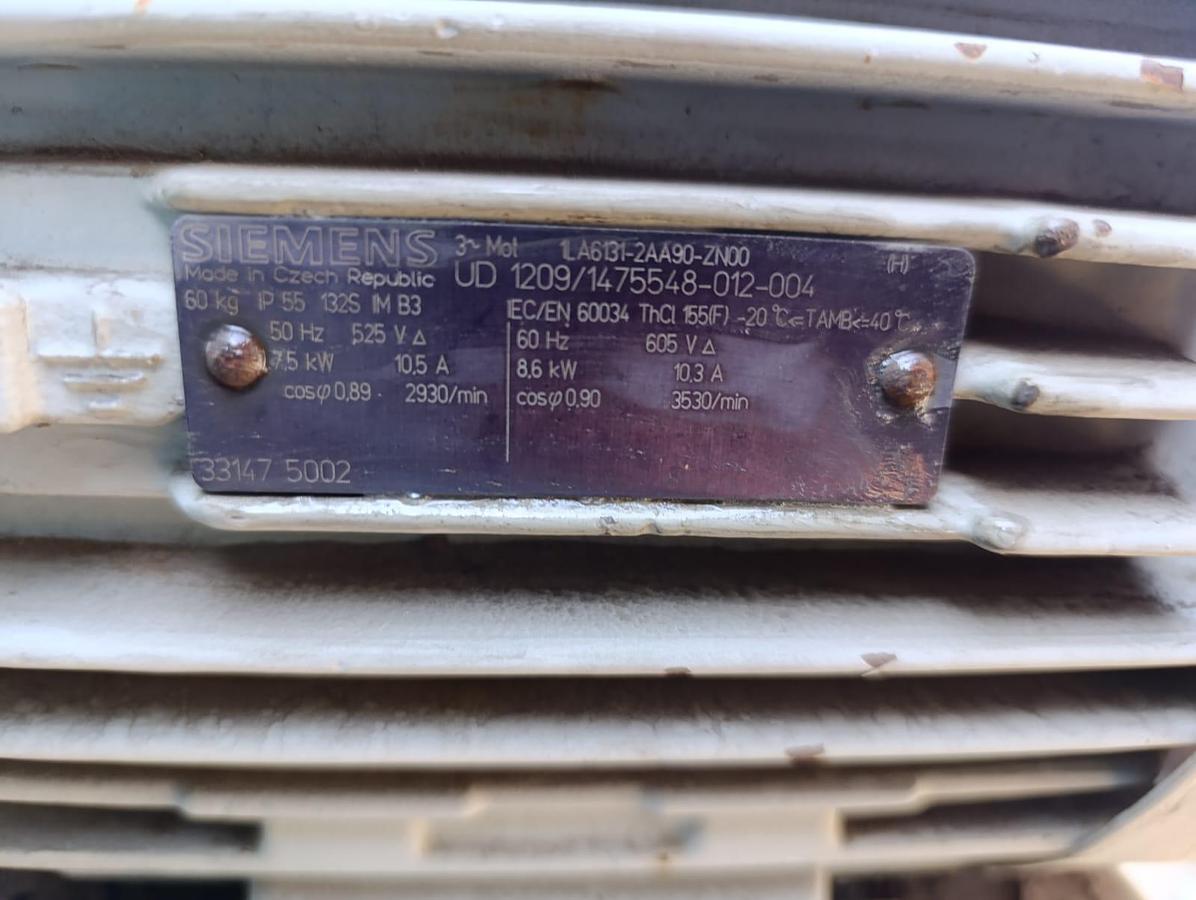 SIEMENS 3~ Mot 1LA6131-2AA90-ZN00 (H)
Made in Czech Republic UD 1209/1475548-012-004
60 kg IP 55 132S IM B3 IEC/EN 60034 ThCl 155(F) -20 °C<=TAMB<=40 °C
50 Hz 525 V Δ 60 Hz 605 V Δ
7,5 kW 10,5 A 8,6 kW 10,3 A
cosφ 0,89 2930/min cosφ 0,90 3530/min
33147 5002